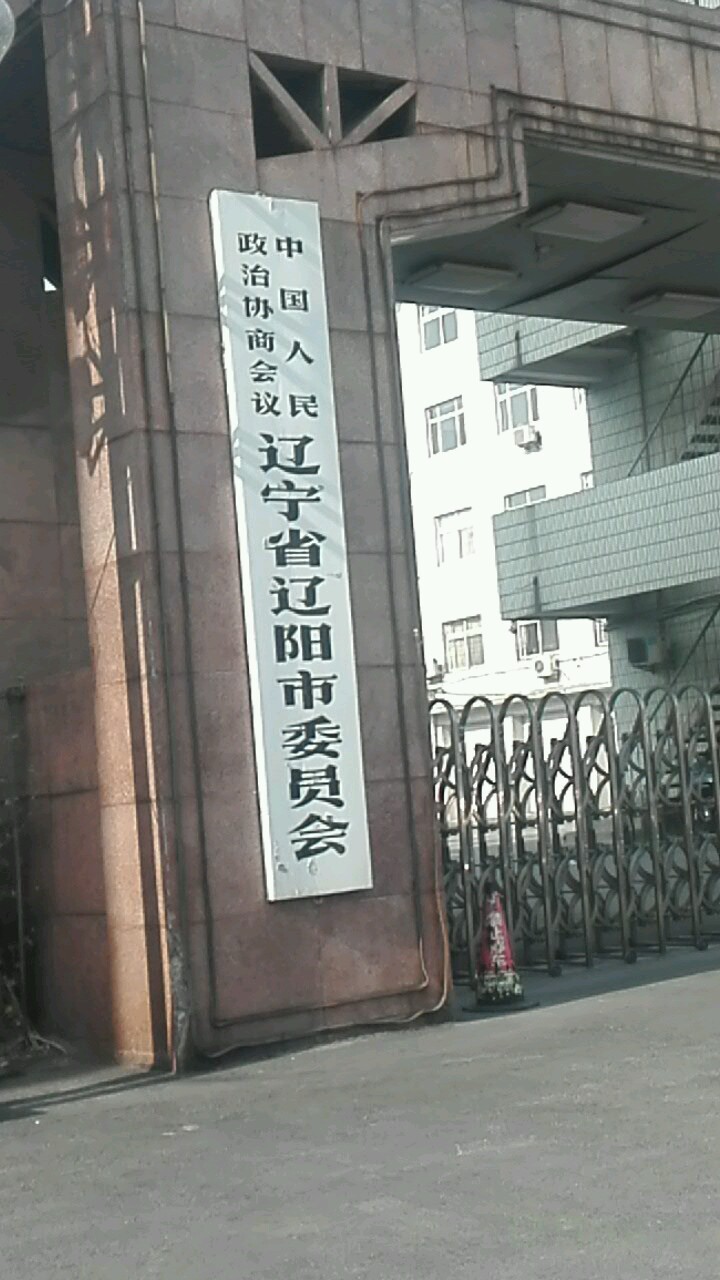 中国人民
政治协商会议
辽宁省辽阳市委员会